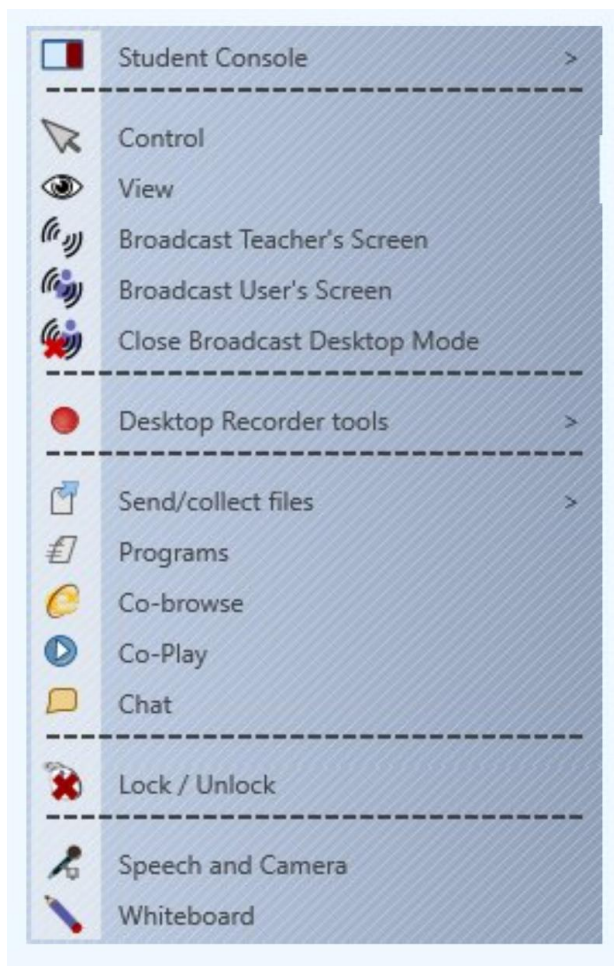 Student Console >
Control
View
Broadcast Teacher's Screen
Broadcast User's Screen
Close Broadcast Desktop Mode
Desktop Recorder tools >
Send/collect files >
Programs
Co-browse
Co-Play
Chat
Lock / Unlock
Speech and Camera
Whiteboard